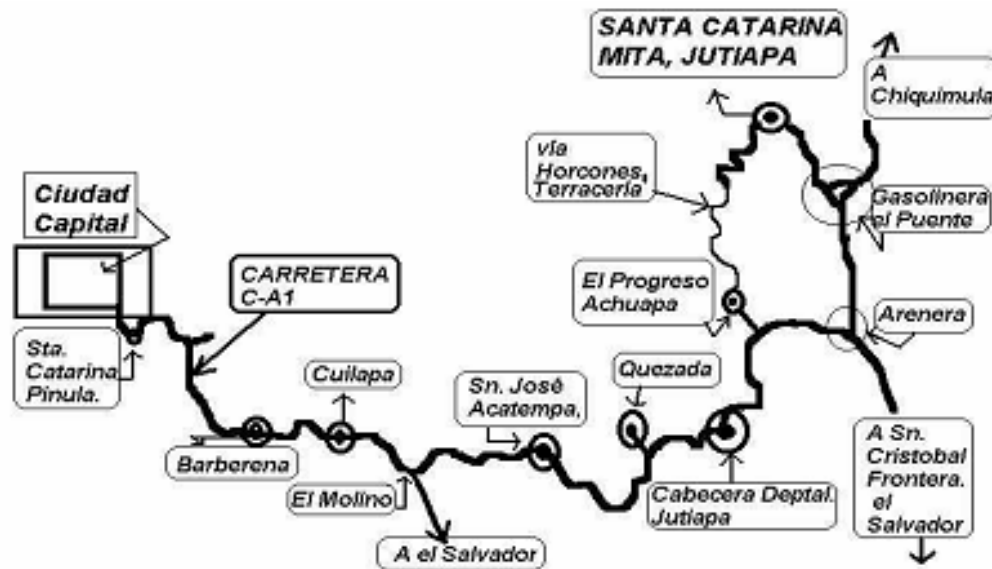 SANTA CATARINA
MITA, JUTIAPA
A
Chiquimula
vía
Horcones,
Terracería
Ciudad
Capital
Gasolinera
el Puente
CARRETERA
C-A1
El Progreso
Achuapa
Arenera
Sta.
Catarina
Pinula.
Cuilapa
Sn. José
Acatempa,
Quezada
Barberena
El Molino
Cabecera Deptal.
Jutiapa
A Sn.
Cristobal
Frontera.
el
Salvador
A el Salvador